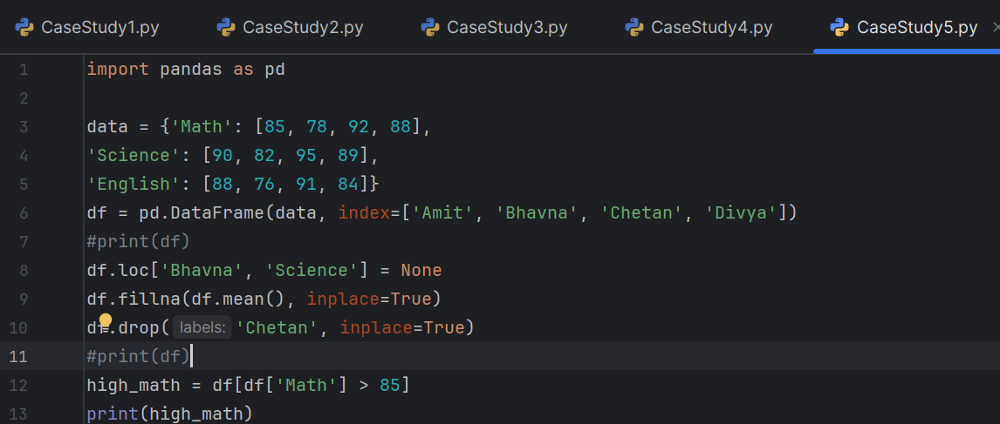 CaseStudy1.py CaseStudy2.py CaseStudy3.py CaseStudy4.py CaseStudy5.py
1 import pandas as pd
2
3 data = {'Math': [85, 78, 92, 88],
4 'Science': [90, 82, 95, 89],
5 'English': [88, 76, 91, 84]}
6 df = pd.DataFrame(data, index=['Amit', 'Bhavna', 'Chetan', 'Divya'])
7 #print(df)
8 df.loc['Bhavna', 'Science'] = None
9 df.fillna(df.mean(), inplace=True)
10 df.drop( labels: 'Chetan', inplace=True)
11 #print(df)
12 high_math = df[df['Math'] > 85]
13 print(high_math)